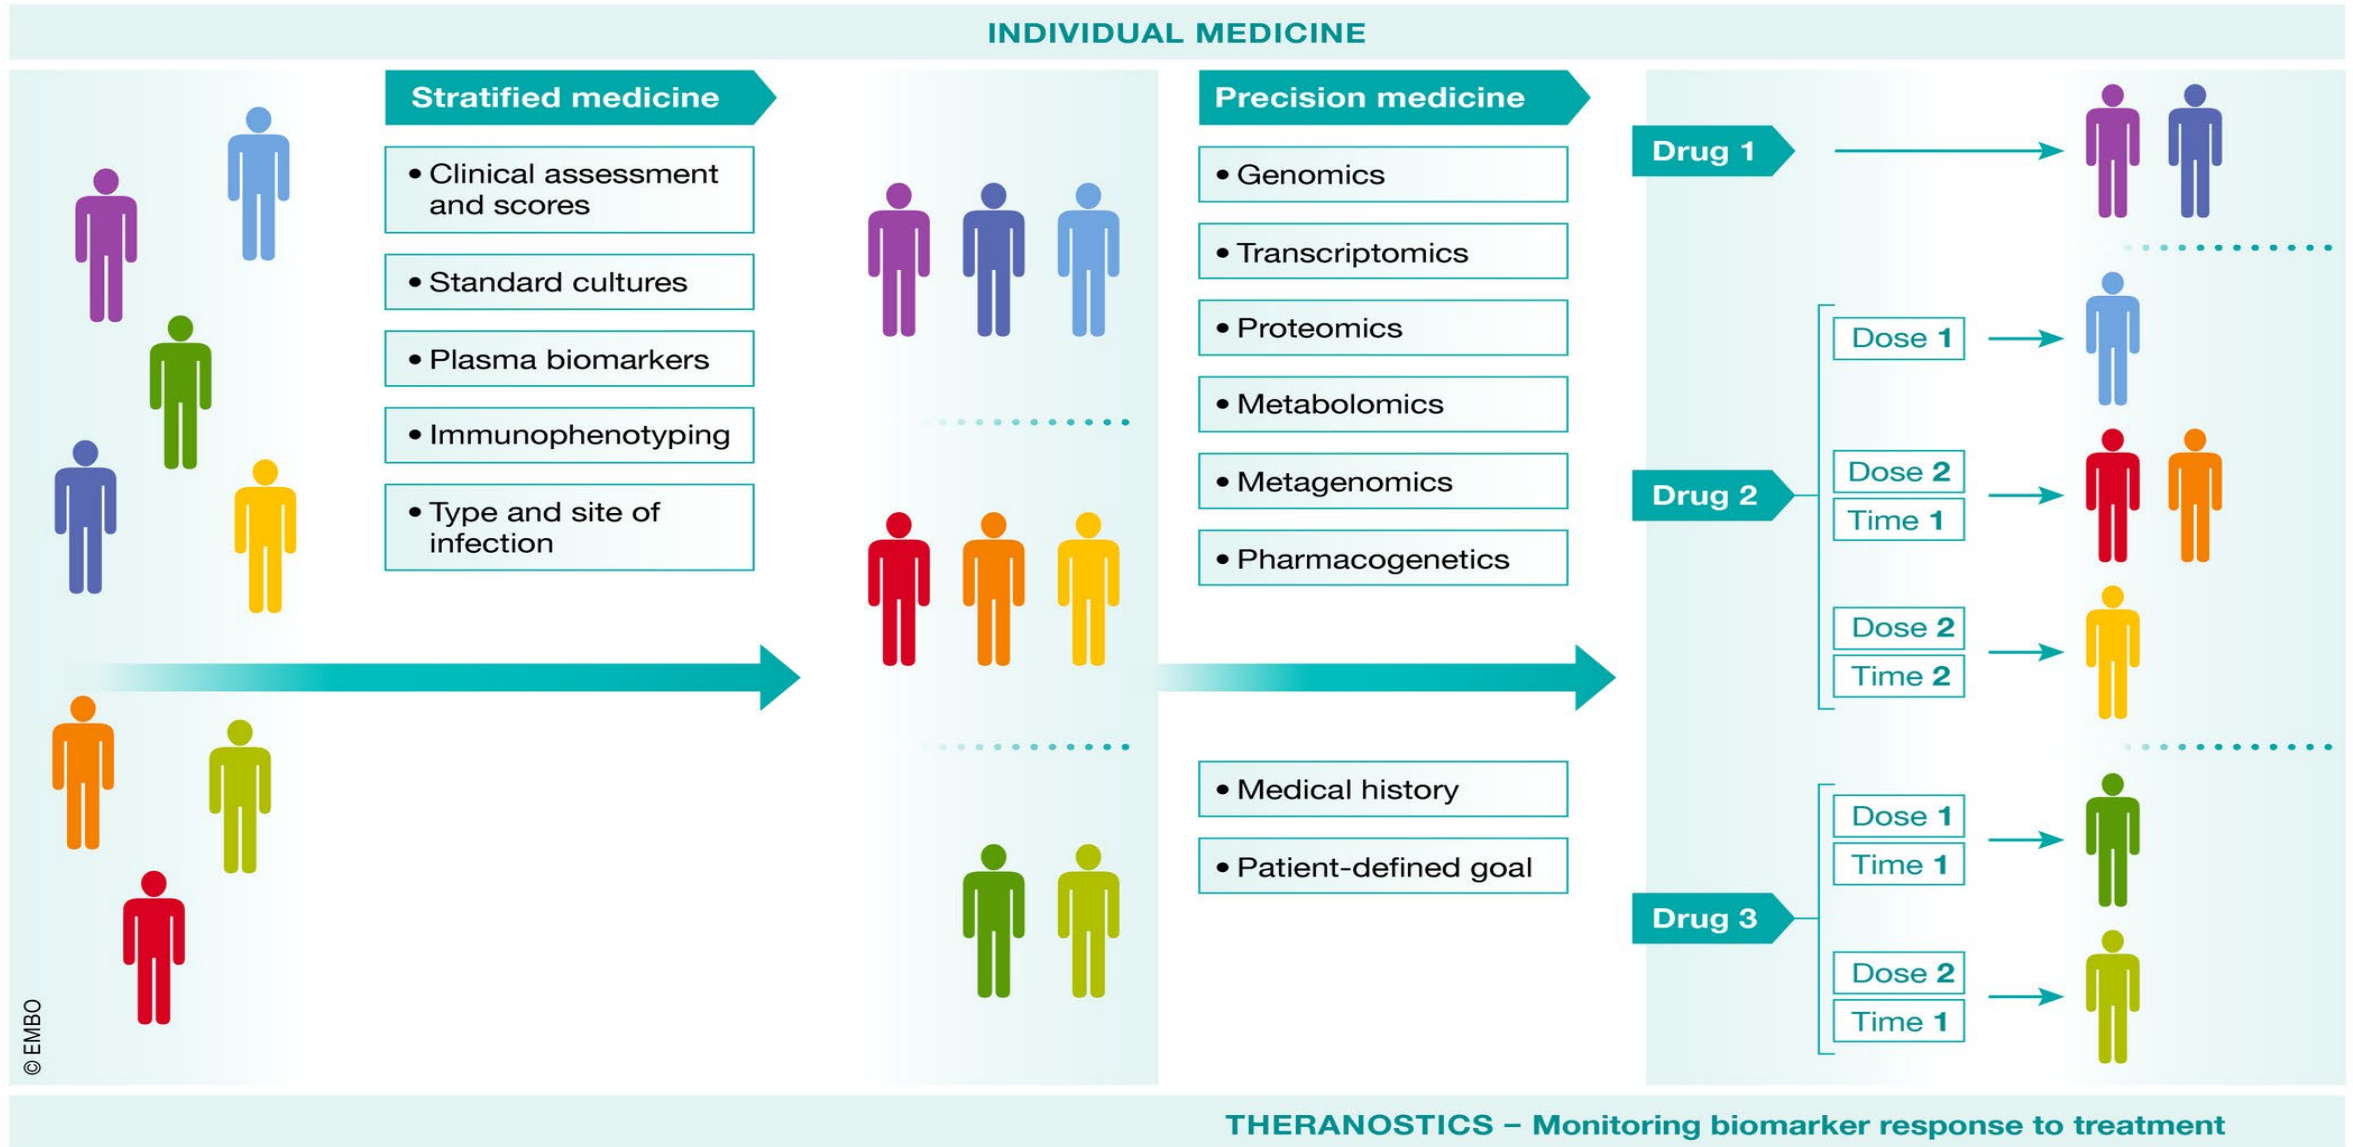 INDIVIDUAL MEDICINE
Stratified medicine
• Clinical assessment
and scores
• Standard cultures
• Plasma biomarkers
• Immunophenotyping
• Type and site of
infection
Precision medicine
• Genomics
• Transcriptomics
• Proteomics
• Metabolomics
• Metagenomics
• Pharmacogenetics
• Medical history
• Patient-defined goal
Drug 1
Drug 2
Dose 1
Dose 2
Time 1
Dose 2
Time 2
Drug 3
Dose 1
Time 1
Dose 2
Time 1
© EMBO
THERANOSTICS – Monitoring biomarker response to treatment